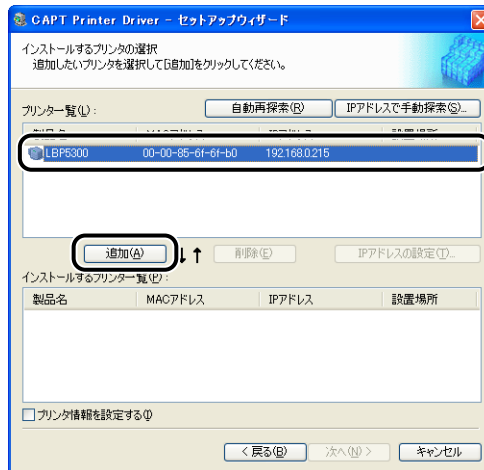 CAPT Printer Driver - セットアップウィザード
インストールするプリンタの選択
追加したいプリンタを選択して[追加]をクリックしてください。
プリンター覧(L):
自動再探索(R)
IPアドレスで手動探索(S)...
LBP5300 00-00-85-6f-6f-b0 192.168.0.215
追加(A) ↓↑ 削除(E) IPアドレスの設定(T)...
インストールするプリンター覧(P):
製品名 MACアドレス IPアドレス 設置場所
プリンタ情報を設定する(I)
< 戻る(B) 次へ(N) > キャンセル